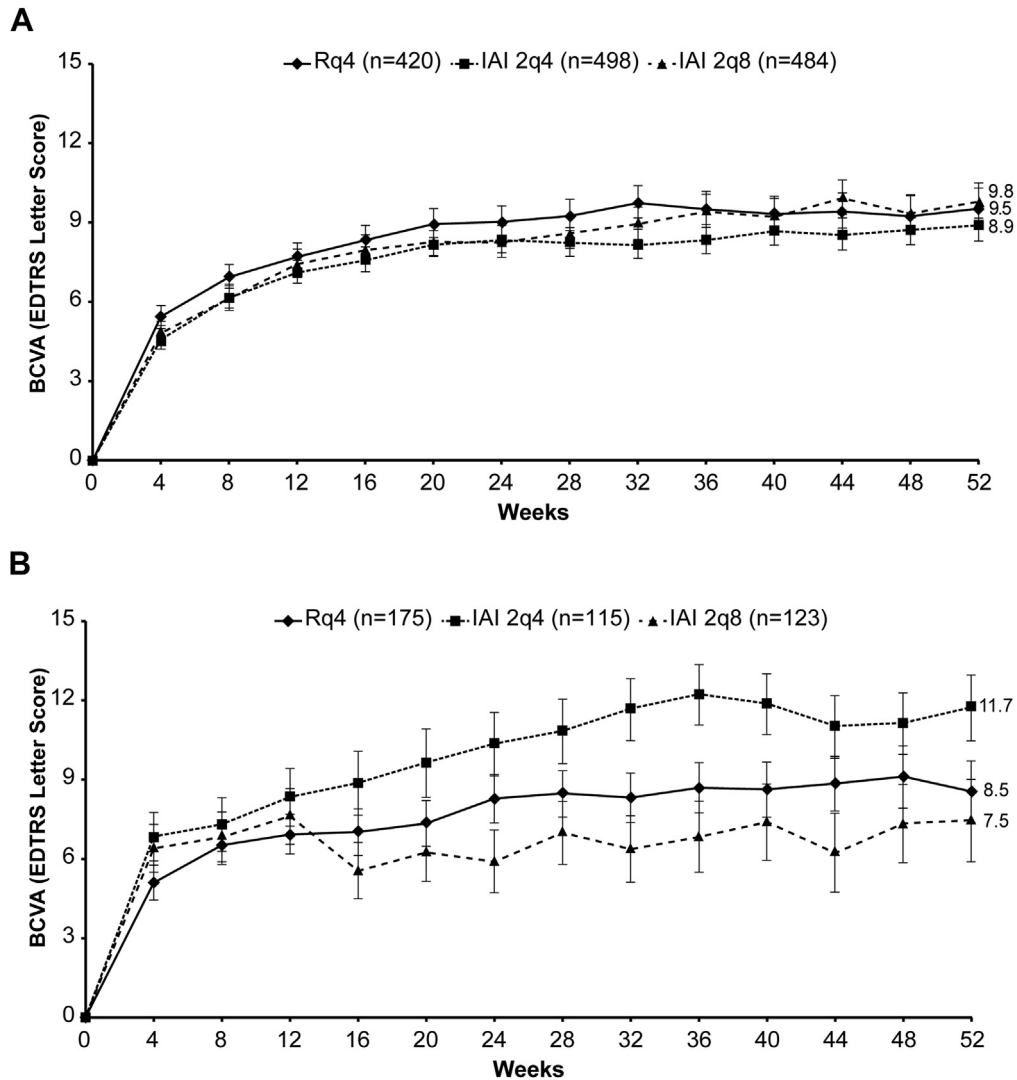 A
Rq4 (n=420) IAI 2q4 (n=498) IAI 2q8 (n=484)
BCVA (EDTRS Letter Score)
15
12
9
6
3
0
9.8
9.5
8.9
0 4 8 12 16 20 24 28 32 36 40 44 48 52
Weeks
B
Rq4 (n=175) IAI 2q4 (n=115) IAI 2q8 (n=123)
BCVA (EDTRS Letter Score)
15
12
9
6
3
0
11.7
8.5
7.5
0 4 8 12 16 20 24 28 32 36 40 44 48 52
Weeks